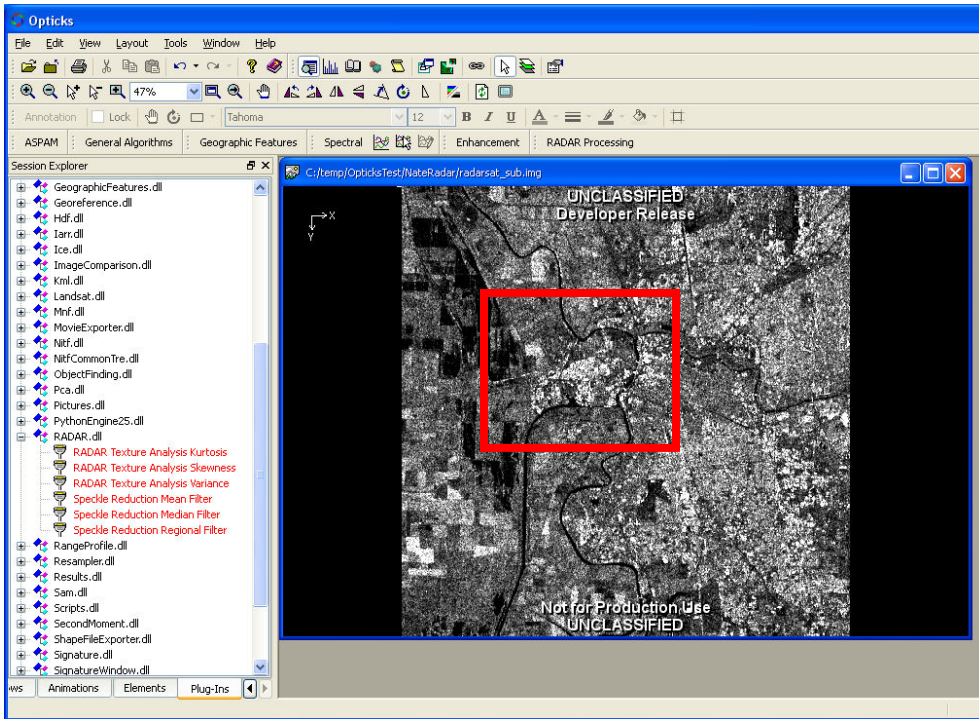 Opticks
File Edit View Layout Tools Window Help
47%
Annotation Lock Tahoma 12 B I U A
ASPAM General Algorithms Geographic Features Spectral Enhancement RADAR Processing
Session Explorer
GeographicFeatures.dll
Georeference.dll
Hdf.dll
Iarr.dll
Ice.dll
ImageComparison.dll
Kml.dll
Landsat.dll
Mnf.dll
MovieExporter.dll
Nitf.dll
NitfCommonTre.dll
ObjectFinding.dll
Pca.dll
Pictures.dll
PythonEngine25.dll
RADAR.dll
RADAR Texture Analysis Kurtosis
RADAR Texture Analysis Skewness
RADAR Texture Analysis Variance
Speckle Reduction Mean Filter
Speckle Reduction Median Filter
Speckle Reduction Regional Filter
RangeProfile.dll
Resampler.dll
Results.dll
Sam.dll
Scripts.dll
SecondMoment.dll
ShapeFileExporter.dll
Signature.dll
SignatureWindow.dll
ows Animations Elements Plug-Ins
C:/temp/OpticksTest/NateRadar/radarsat_sub.img
UNCLASSIFIED
Developer Release
X
Y
Not for Production Use
UNCLASSIFIED